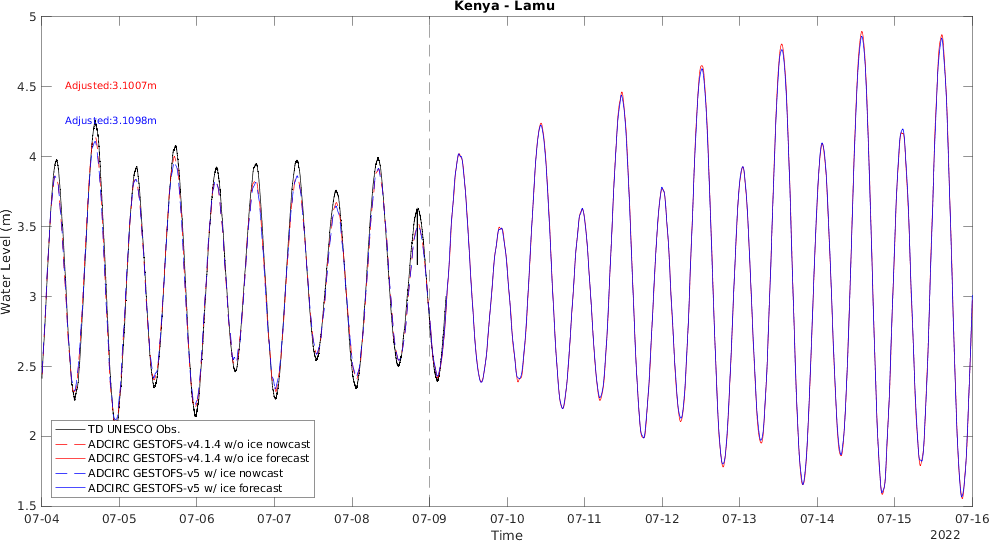 Kenya - Lamu
5
4.5
4
3.5
3
2.5
2
1.5
Water Level (m)
Adjusted:3.1007m
Adjusted:3.1098m
TD UNESCO Obs.
ADCIRC GESTOFS-v4.1.4 w/o ice nowcast
ADCIRC GESTOFS-v4.1.4 w/o ice forecast
ADCIRC GESTOFS-v5 w/ ice nowcast
ADCIRC GESTOFS-v5 w/ ice forecast
07-04 07-05 07-06 07-07 07-08 07-09 07-10 07-11 07-12 07-13 07-14 07-15 07-16
Time
2022